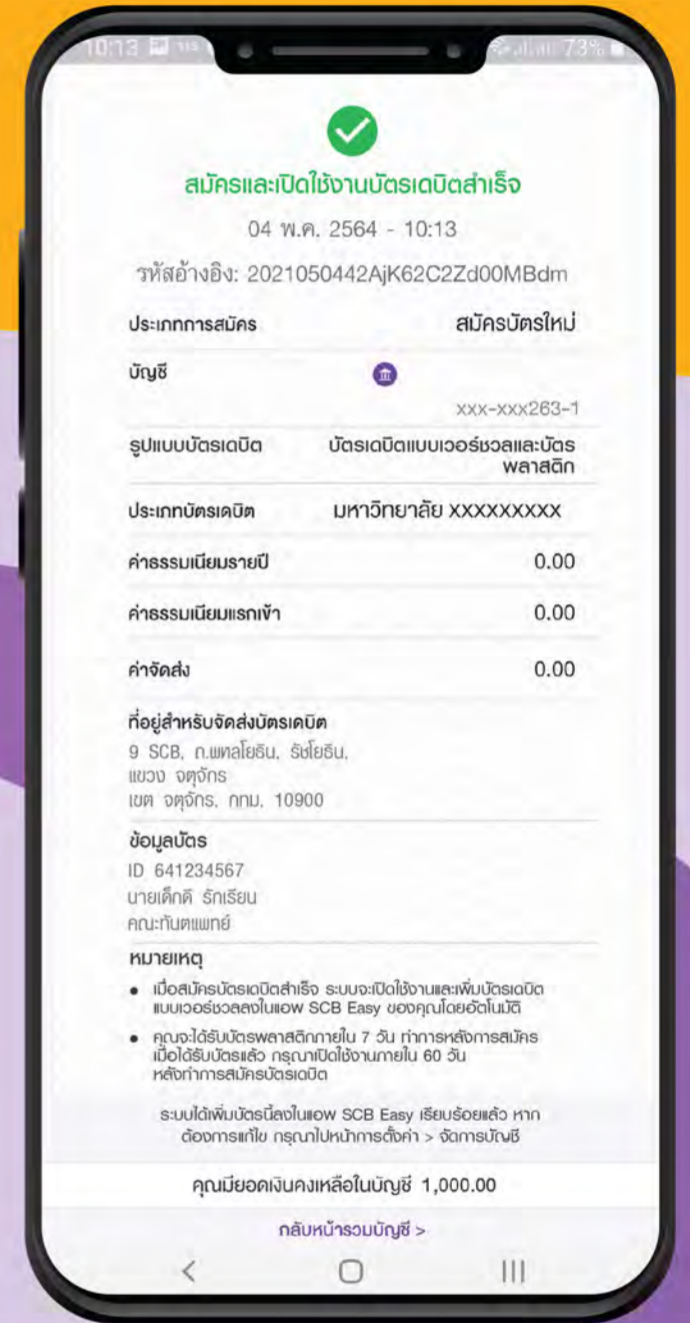 10:13
73%
สมัครและเปิดใช้งานบัตรเดบิตสำเร็จ
04 พ.ค. 2564 - 10:13
รหัสอ้างอิง: 2021050442AjK62C2Zd00MBdm
ประเภทการสมัคร สมัครบัตรใหม่
บัญชี
xxx-xxx263-1
รูปแบบบัตรเดบิต บัตรเดบิตแบบเวอร์ชวลและบัตร
พลาสติก
ประเภทบัตรเดบิต มหาวิทยาลัย xxxxxxxxx
ค่าธรรมเนียมรายปี 0.00
ค่าธรรมเนียมแรกเข้า 0.00
ค่าจัดส่ง 0.00
ที่อยู่สำหรับจัดส่งบัตรเดบิต
9 SCB, ถ.พหลโยธิน, รัชโยธิน,
แขวง จตุจักร
เขต จตุจักร, กทม, 10900
ข้อมูลบัตร
ID 641234567
นายเด็กดี รักเรียน
คณะทันตแพทย์
หมายเหตุ
• เมื่อสมัครบัตรเดบิตสำเร็จ ระบบจะเปิดใช้งานและเพิ่มบัตรเดบิต
แบบเวอร์ชวลลงในแอพ SCB Easy ของคุณโดยอัตโนมัติ
• คุณจะได้รับบัตรพลาสติกภายใน 7 วัน ทำการหลังการสมัคร
เมื่อได้รับบัตรแล้ว กรุณาเปิดใช้งานภายใน 60 วัน
หลังทำการสมัครบัตรเดบิต
ระบบได้เพิ่มบัตรนี้ลงในแอพ SCB Easy เรียบร้อยแล้ว หาก
ต้องการแก้ไข กรุณาไปหน้าการตั้งค่า > จัดการบัญชี
คุณมียอดเงินคงเหลือในบัญชี 1,000.00
กลับหน้ารวมบัญชี >